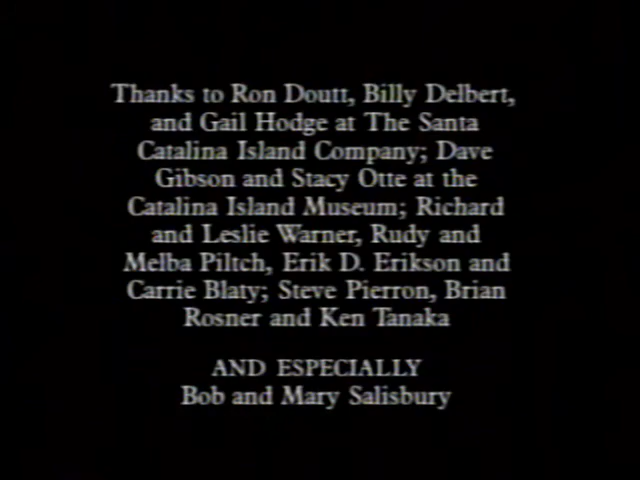 Thanks to Ron Doutt, Billy Delbert,
and Gail Hodge at The Santa
Catalina Island Company; Dave
Gibson and Stacy Otte at the
Catalina Island Museum; Richard
and Leslie Warner, Rudy and
Melba Piltch, Erik D. Erikson and
Carrie Blaty; Steve Pierron, Brian
Rosner and Ken Tanaka
AND ESPECIALLY
Bob and Mary Salisbury